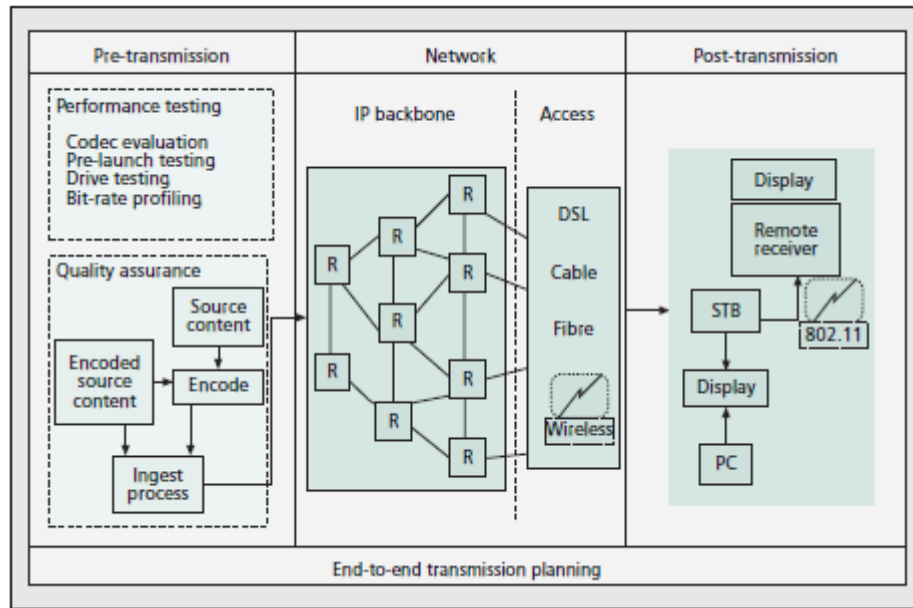 Pre-transmission
Network
Post-transmission
Performance testing
Codec evaluation
Pre-launch testing
Drive testing
Bit-rate profiling
Quality assurance
Source
content
Encoded
source
content
Encode
Ingest
process
IP backbone
Access
R
R
R
R
R
R
R
R
R
DSL
Cable
Fibre
Wireless
Display
Remote
receiver
STB
802.11
Display
PC
End-to-end transmission planning